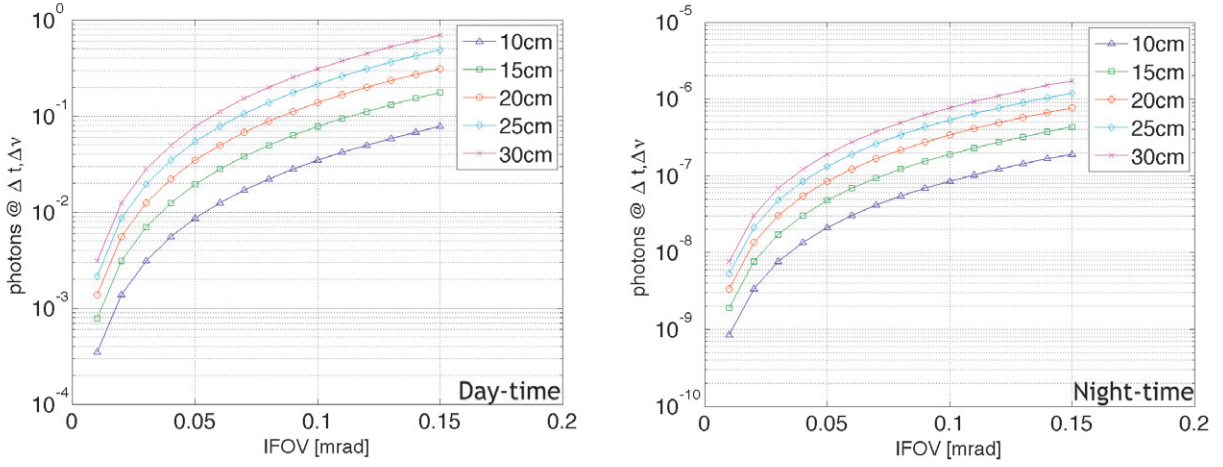 10^0
10^-1
10^-2
10^-3
10^-4
photons @ Δ t,Δν
10cm
15cm
20cm
25cm
30cm
Day-time
0 0.05 0.1 0.15 0.2
IFOV [mrad]
10^-5
10^-6
10^-7
10^-8
10^-9
10^-10
photons @ Δ t,Δν
10cm
15cm
20cm
25cm
30cm
Night-time
0 0.05 0.1 0.15 0.2
IFOV [mrad]